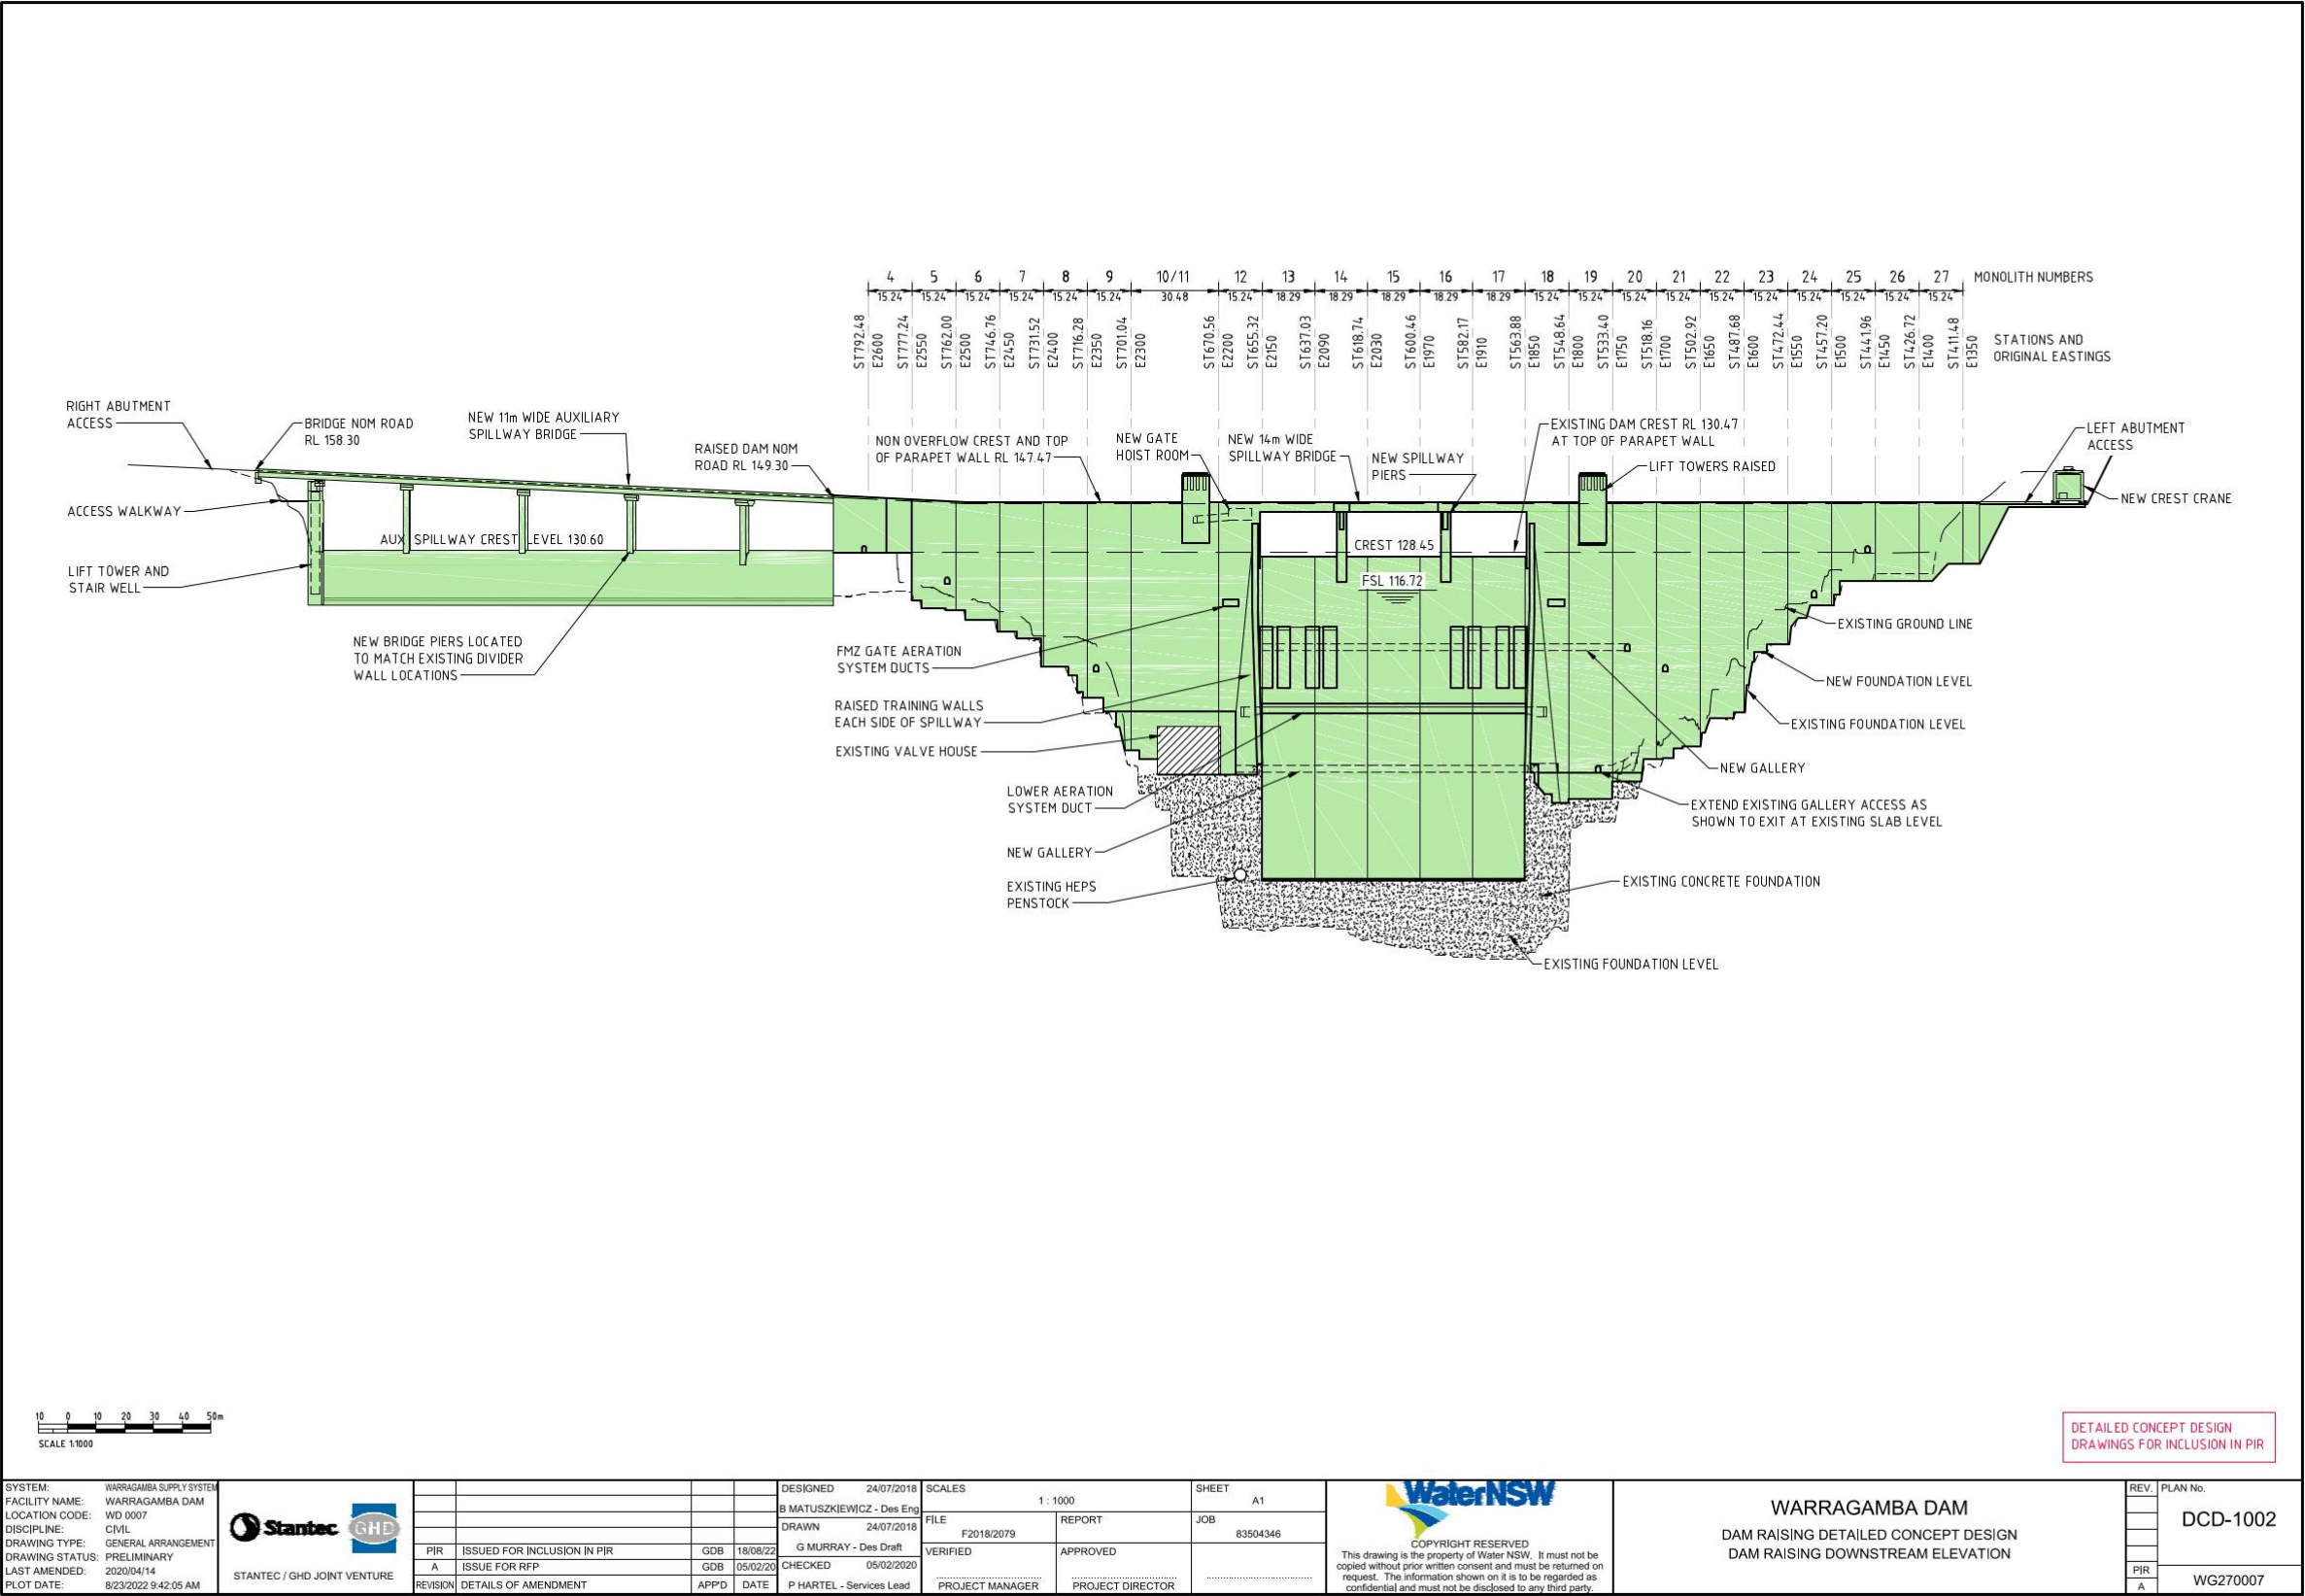 4 5 6 7 8 9 10/11 12 13 14 15 16 17 18 19 20 21 22 23 24 25 26 27 MONOLITH NUMBERS
15.24 15.24 15.24 15.24 15.24 15.24 30.48 15.24 18.29 18.29 18.29 18.29 18.29 15.24 15.24 15.24 15.24 15.24 15.24 15.24 15.24 15.24 15.24
ST792.48
E2600
ST777.24
E2550
ST762.00
E2500
ST746.76
E2450
ST731.52
E2400
ST716.28
E2350
ST701.04
E2300
ST670.56
E2200
ST655.32
E2150
ST637.03
E2090
ST618.74
E2030
ST600.46
E1970
ST582.17
E1910
ST563.88
E1850
ST548.64
E1800
ST533.40
E1750
ST518.16
E1700
ST502.92
E1650
ST487.68
E1600
ST472.44
E1550
ST457.20
E1500
ST441.96
E1450
ST426.72
E1400
ST411.48
E1350
STATIONS AND
ORIGINAL EASTINGS
RIGHT ABUTMENT
ACCESS
BRIDGE NOM ROAD
RL 158.30
NEW 11m WIDE AUXILIARY
SPILLWAY BRIDGE
RAISED DAM NOM
ROAD RL 149.30
NON OVERFLOW CREST AND TOP
OF PARAPET WALL RL 147.47
NEW GATE
HOIST ROOM
NEW 14m WIDE
SPILLWAY BRIDGE
NEW SPILLWAY
PIERS
EXISTING DAM CREST RL 130.47
AT TOP OF PARAPET WALL
LIFT TOWERS RAISED
LEFT ABUTMENT
ACCESS
NEW CREST CRANE
ACCESS WALKWAY
AUX SPILLWAY CREST LEVEL 130.60
CREST 128.45
FSL 116.72
LIFT TOWER AND
STAIR WELL
NEW BRIDGE PIERS LOCATED
TO MATCH EXISTING DIVIDER
WALL LOCATIONS
FMZ GATE AERATION
SYSTEM DUCTS
RAISED TRAINING WALLS
EACH SIDE OF SPILLWAY
EXISTING VALVE HOUSE
LOWER AERATION
SYSTEM DUCT
NEW GALLERY
EXISTING HEPS
PENSTOCK
EXISTING GROUND LINE
NEW FOUNDATION LEVEL
EXISTING FOUNDATION LEVEL
NEW GALLERY
EXTEND EXISTING GALLERY ACCESS AS
SHOWN TO EXIT AT EXISTING SLAB LEVEL
EXISTING CONCRETE FOUNDATION
EXISTING FOUNDATION LEVEL
10 0 10 20 30 40 50m
SCALE 1:1000
DETAILED CONCEPT DESIGN
DRAWINGS FOR INCLUSION IN PIR
SYSTEM: WARRAGAMBA SUPPLY SYSTEM
FACILITY NAME: WARRAGAMBA DAM
LOCATION CODE: WD 0007
DISCIPLINE: CIVIL
DRAWING TYPE: GENERAL ARRANGEMENT
DRAWING STATUS: PRELIMINARY
LAST AMENDED: 2020/04/14
PLOT DATE: 8/23/2022 9:42:05 AM
Stantec GHD
STANTEC / GHD JOINT VENTURE
PIR ISSUED FOR INCLUSION IN PIR GDB 18/08/22
A ISSUE FOR RFP GDB 05/02/20
REVISION DETAILS OF AMENDMENT APP'D DATE
DESIGNED 24/07/2018
B MATUSZKIEWICZ - Des Eng
DRAWN 24/07/2018
G MURRAY - Des Draft
CHECKED 05/02/2020
P HARTEL - Services Lead
SCALES
1 : 1000
SHEET
A1
FILE
F2018/2079
REPORT
JOB
83504346
VERIFIED
PROJECT MANAGER
APPROVED
PROJECT DIRECTOR
WaterNSW
COPYRIGHT RESERVED
This drawing is the property of Water NSW. It must not be
copied without prior written consent and must be returned on
request. The information shown on it is to be regarded as
confidential and must not be disclosed to any third party.
WARRAGAMBA DAM
DAM RAISING DETAILED CONCEPT DESIGN
DAM RAISING DOWNSTREAM ELEVATION
REV. PLAN No.
DCD-1002
PIR
A
WG270007